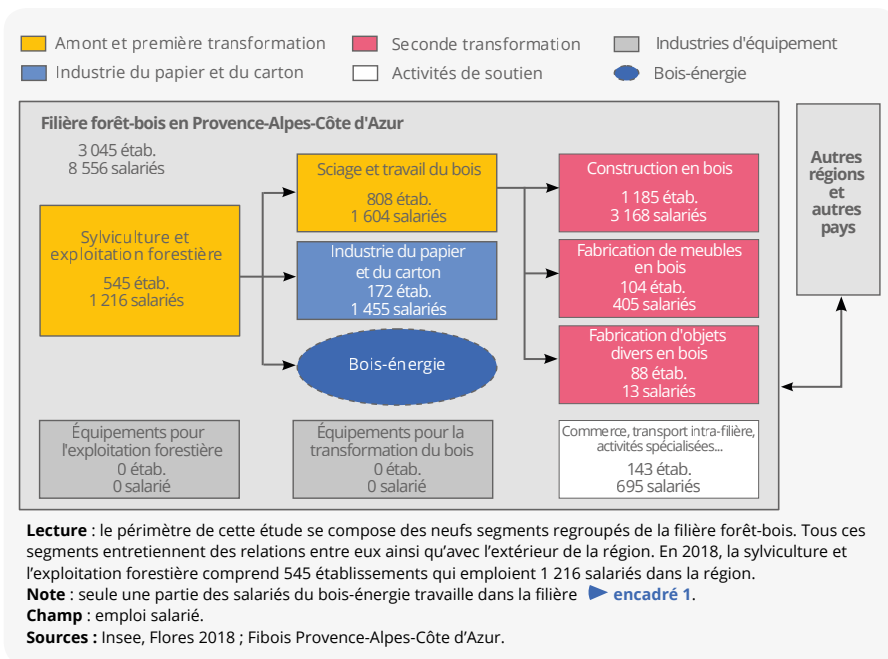 Amont et première transformation
Seconde transformation
Industries d'équipement
Industrie du papier et du carton
Activités de soutien
Bois-énergie
Filière forêt-bois en Provence-Alpes-Côte d'Azur
3 045 étab.
8 556 salariés
Sylviculture et
exploitation forestière
545 étab.
1 216 salariés
Sciage et travail du bois
808 étab.
1 604 salariés
Industrie du papier
et du carton
172 étab.
1 455 salariés
Bois-énergie
Construction en bois
1 185 étab.
3 168 salariés
Fabrication de meubles
en bois
104 étab.
405 salariés
Fabrication d'objets
divers en bois
88 étab.
13 salariés
Autres
régions
et
autres
pays
Équipements pour
l'exploitation forestière
0 étab.
0 salarié
Équipements pour la
transformation du bois
0 étab.
0 salarié
Commerce, transport intra-filière,
activités spécialisées...
143 étab.
695 salariés
Lecture : le périmètre de cette étude se compose des neufs segments regroupés de la filière forêt-bois. Tous ces
segments entretiennent des relations entre eux ainsi qu'avec l'extérieur de la région. En 2018, la sylviculture et
l'exploitation forestière comprend 545 établissements qui emploient 1 216 salariés dans la région.
Note : seule une partie des salariés du bois-énergie travaille dans la filière ► encadré 1.
Champ : emploi salarié.
Sources : Insee, Flores 2018 ; Fibois Provence-Alpes-Côte d'Azur.